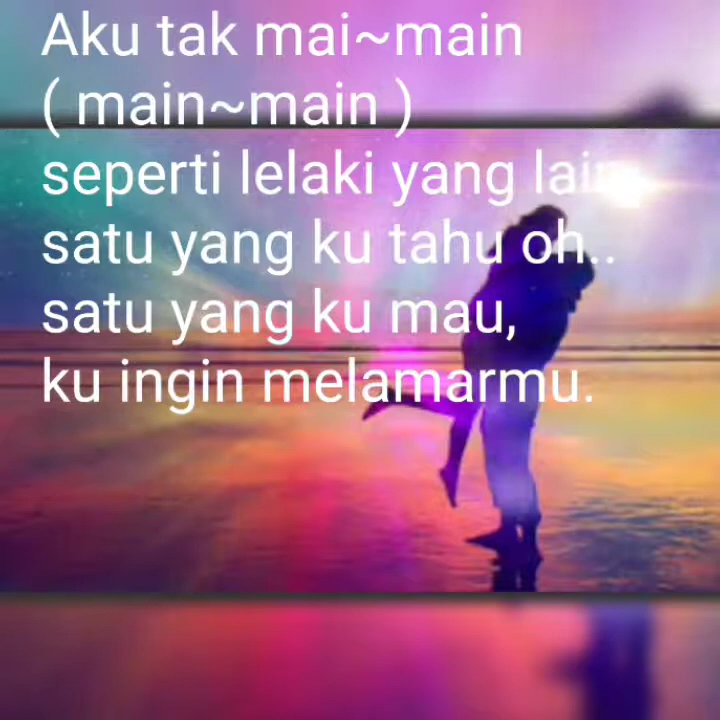 Aku tak mai~main
( main~main )
seperti lelaki yang lain,
satu yang ku tahu oh..
satu yang ku mau,
ku ingin melamarmu.